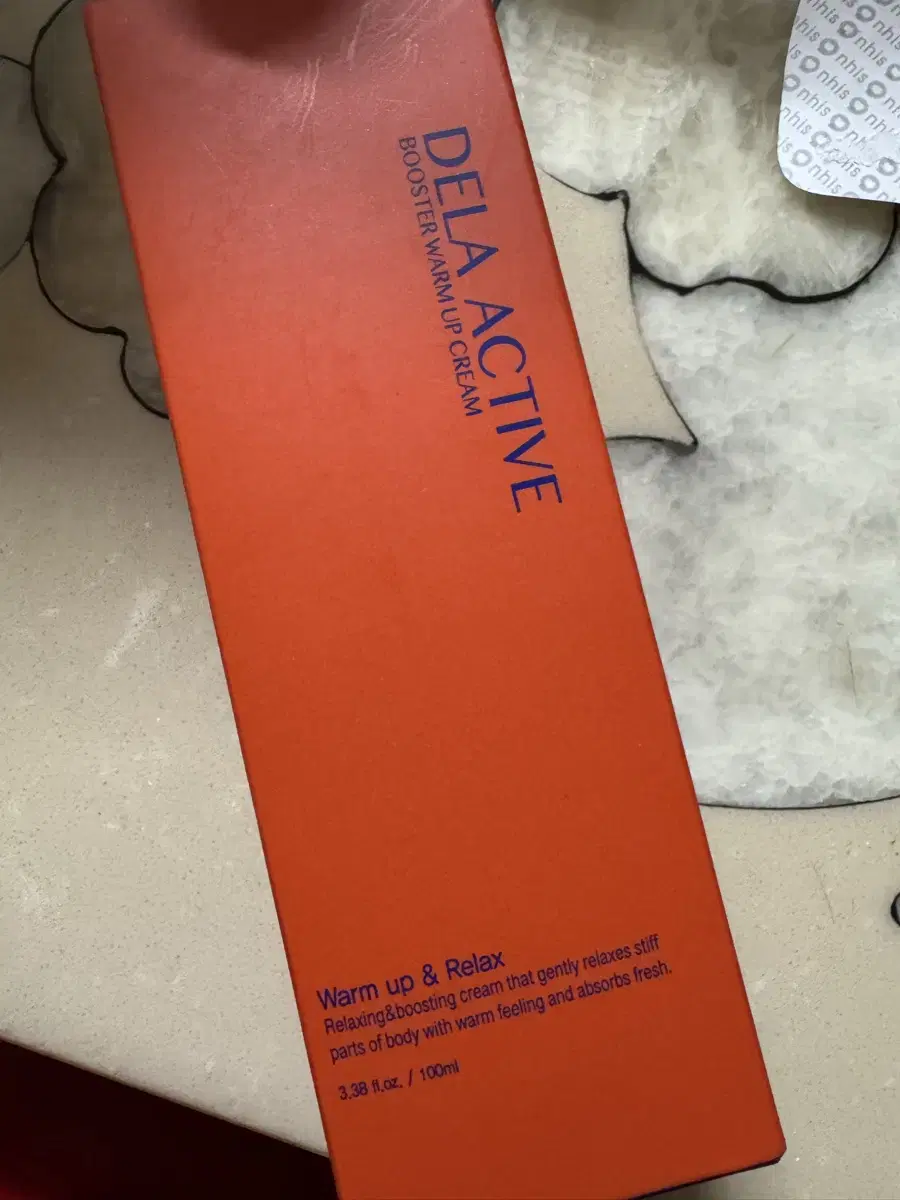 DELA ACTIVE
BOOSTER WARM UP CREAM
Warm up & Relax
Relaxing&boosting cream that gently relaxes stiff
parts of body with warm feeling and absorbs fresh.
3.38 fl.oz. / 100ml
nhis